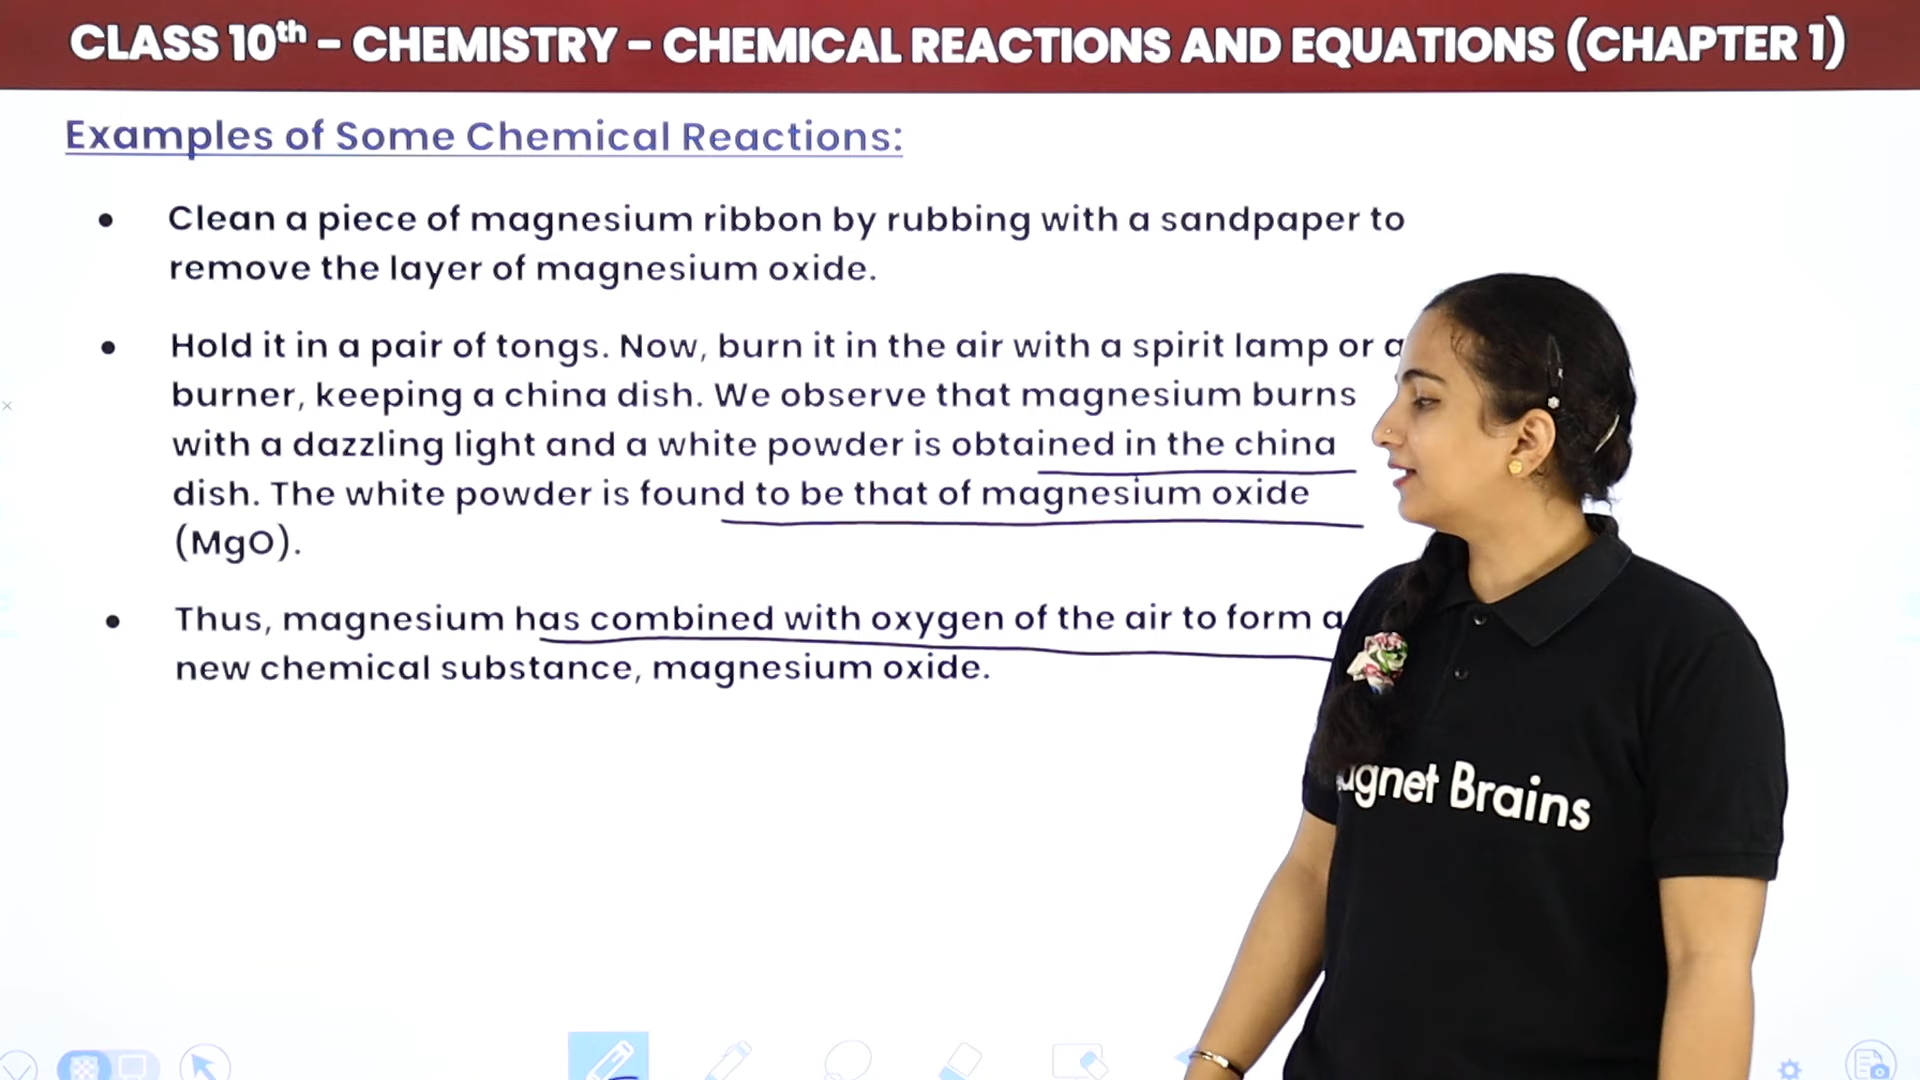 CLASS 10th – CHEMISTRY – CHEMICAL REACTIONS AND EQUATIONS (CHAPTER 1)
Examples of Some Chemical Reactions:
• Clean a piece of magnesium ribbon by rubbing with a sandpaper to
remove the layer of magnesium oxide.
• Hold it in a pair of tongs. Now, burn it in the air with a spirit lamp or a
burner, keeping a china dish. We observe that magnesium burns
with a dazzling light and a white powder is obtained in the china
dish. The white powder is found to be that of magnesium oxide
(MgO).
• Thus, magnesium has combined with oxygen of the air to form a
new chemical substance, magnesium oxide.
agnet Brains